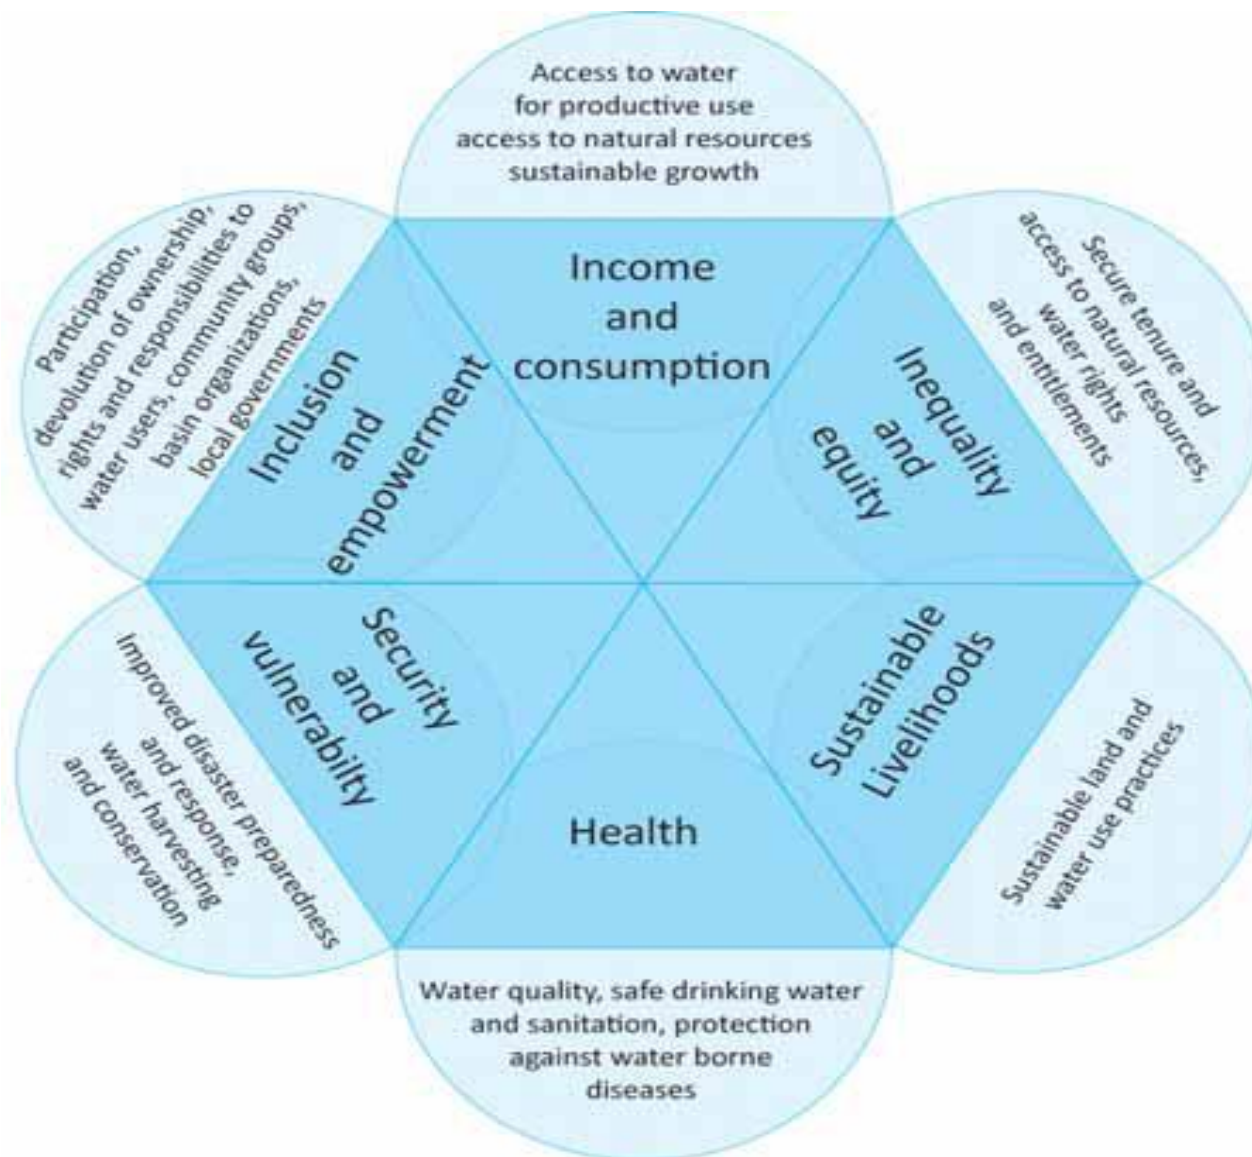 Access to water
for productive use
access to natural resources
sustainable growth
Income
and
consumption
Secure tenure and
access to natural resources,
water rights
and entitlements
Inequality
and
equity
Sustainable
Livelihoods
Sustainable land and
water use practices
Health
Water quality, safe drinking water
and sanitation, protection
against water borne
diseases
Security
and
vulnerabilty
Improved disaster preparedness
and response,
water harvesting
and conservation
Inclusion
and
empowerment
Participation,
devolution of ownership,
rights and responsibilities to
water users, community groups,
basin organizations,
local governments